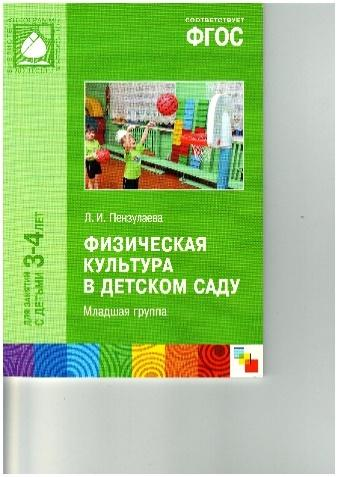 СООТВЕТСТВУЕТ
ФГОС
Л. И. Пензулаева
ФИЗИЧЕСКАЯ
КУЛЬТУРА
В ДЕТСКОМ САДУ
Младшая группа
ДЛЯ ЗАНЯТИЙ
С ДЕТЬМИ 3-4 ЛЕТ